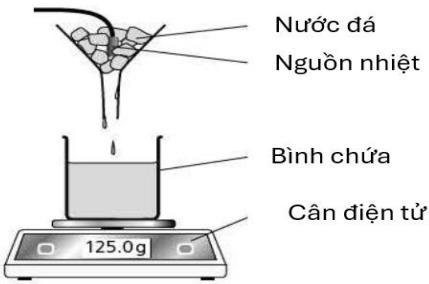 Nước đá
Nguồn nhiệt
Bình chứa
Cân điện tử
125.0g